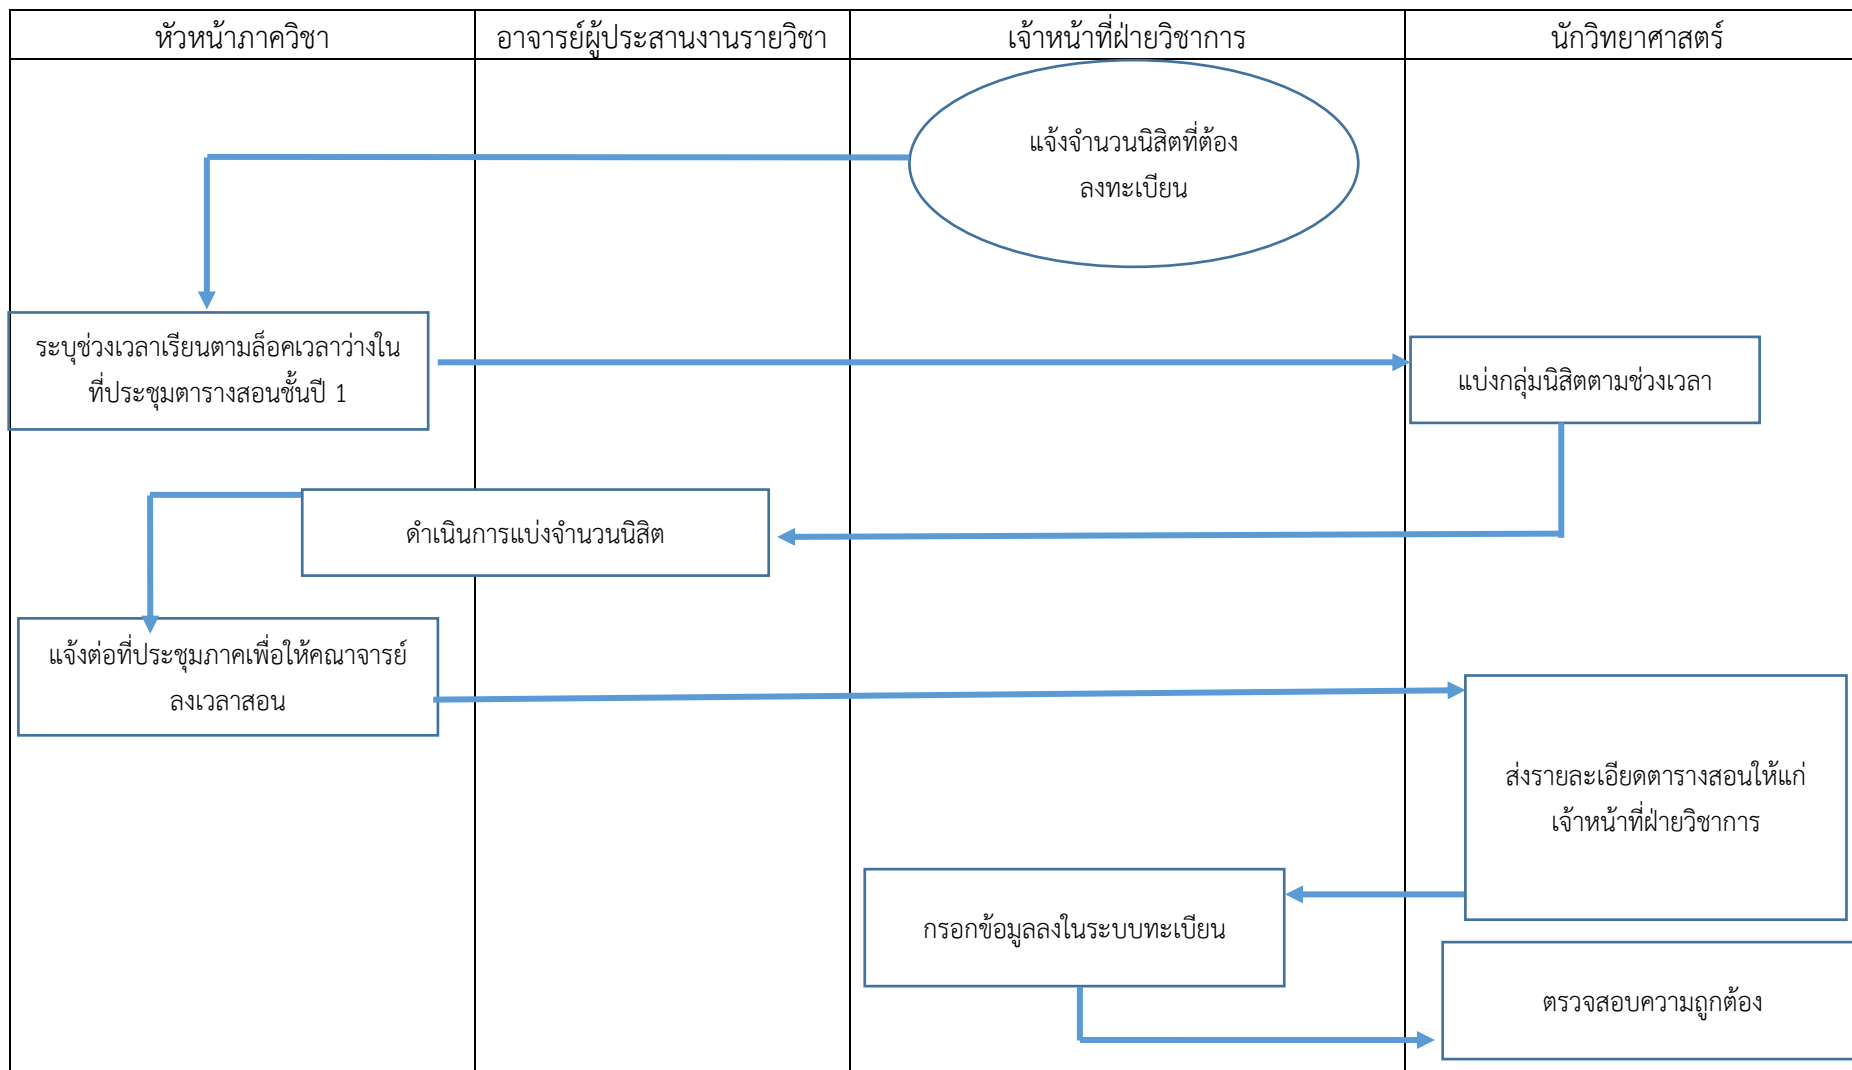 หัวหน้าภาควิชา
อาจารย์ผู้ประสานงานรายวิชา
เจ้าหน้าที่ฝ่ายวิชาการ
นักวิทยาศาสตร์
แจ้งจำนวนนิสิตที่ต้อง
ลงทะเบียน
ระบุช่วงเวลาเรียนตามล็อคเวลาว่างใน
ที่ประชุมตารางสอนชั้นปี 1
แบ่งกลุ่มนิสิตตามช่วงเวลา
ดำเนินการแบ่งจำนวนนิสิต
แจ้งต่อที่ประชุมภาคเพื่อให้คณาจารย์
ลงเวลาสอน
ส่งรายละเอียดตารางสอนให้แก่
เจ้าหน้าที่ฝ่ายวิชาการ
กรอกข้อมูลลงในระบบทะเบียน
ตรวจสอบความถูกต้อง